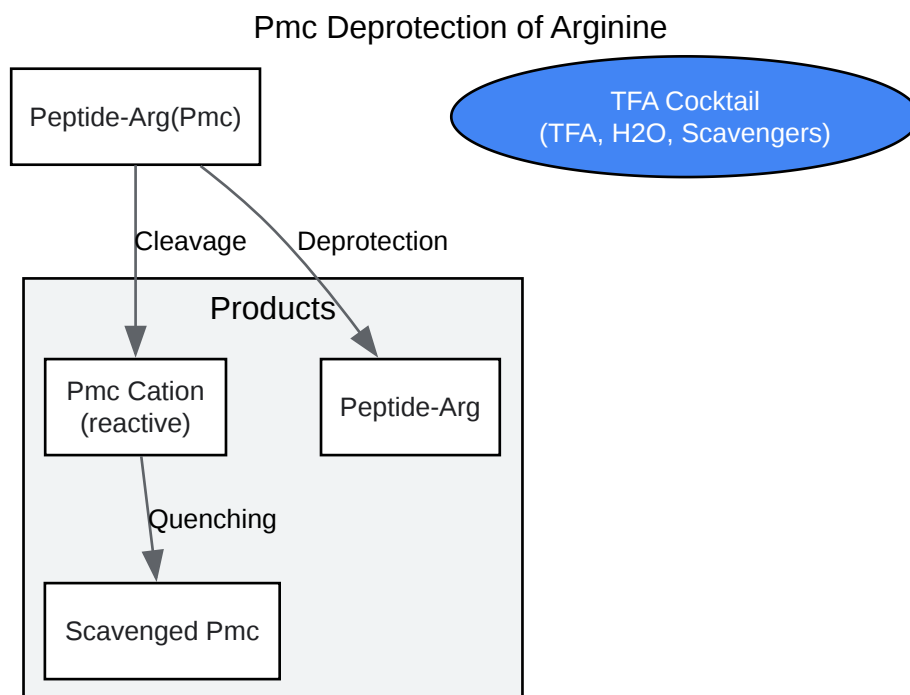 Pmc Deprotection of Arginine
Peptide-Arg(Pmc)
TFA Cocktail
(TFA, H2O, Scavengers)
Cleavage
Deprotection
Products
Pmc Cation
(reactive)
Peptide-Arg
Quenching
Scavenged Pmc